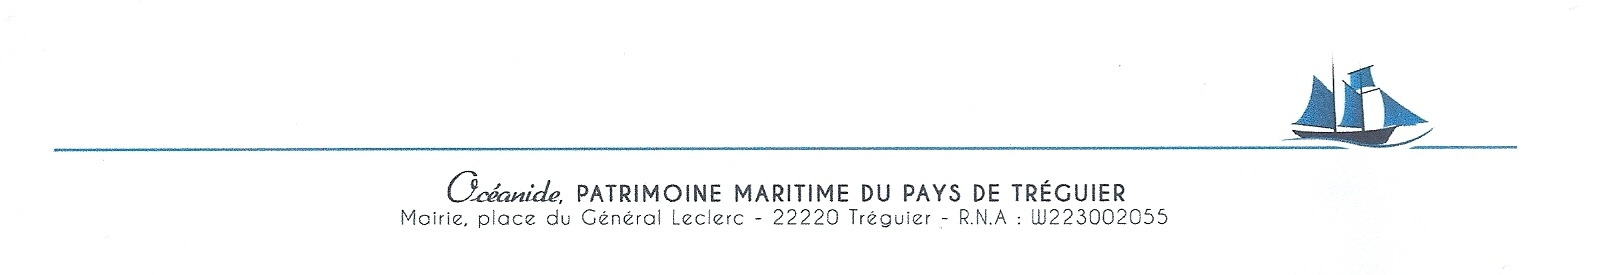 Océanide, PATRIMOINE MARITIME DU PAYS DE TRÉGUIER
Mairie, place du Général Leclerc - 22220 Tréguier - R.N.A : W223002055